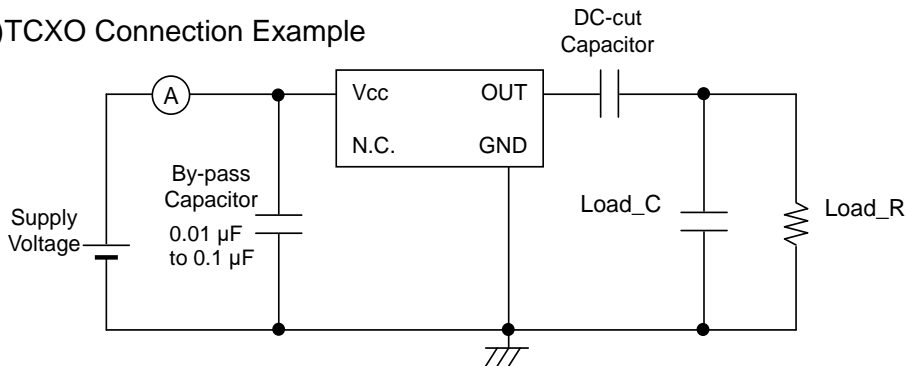 )TCXO Connection Example
DC-cut
Capacitor
A
Vcc
OUT
N.C.
GND
By-pass
Capacitor
0.01 µF
to 0.1 µF
Supply
Voltage
Load_C
Load_R